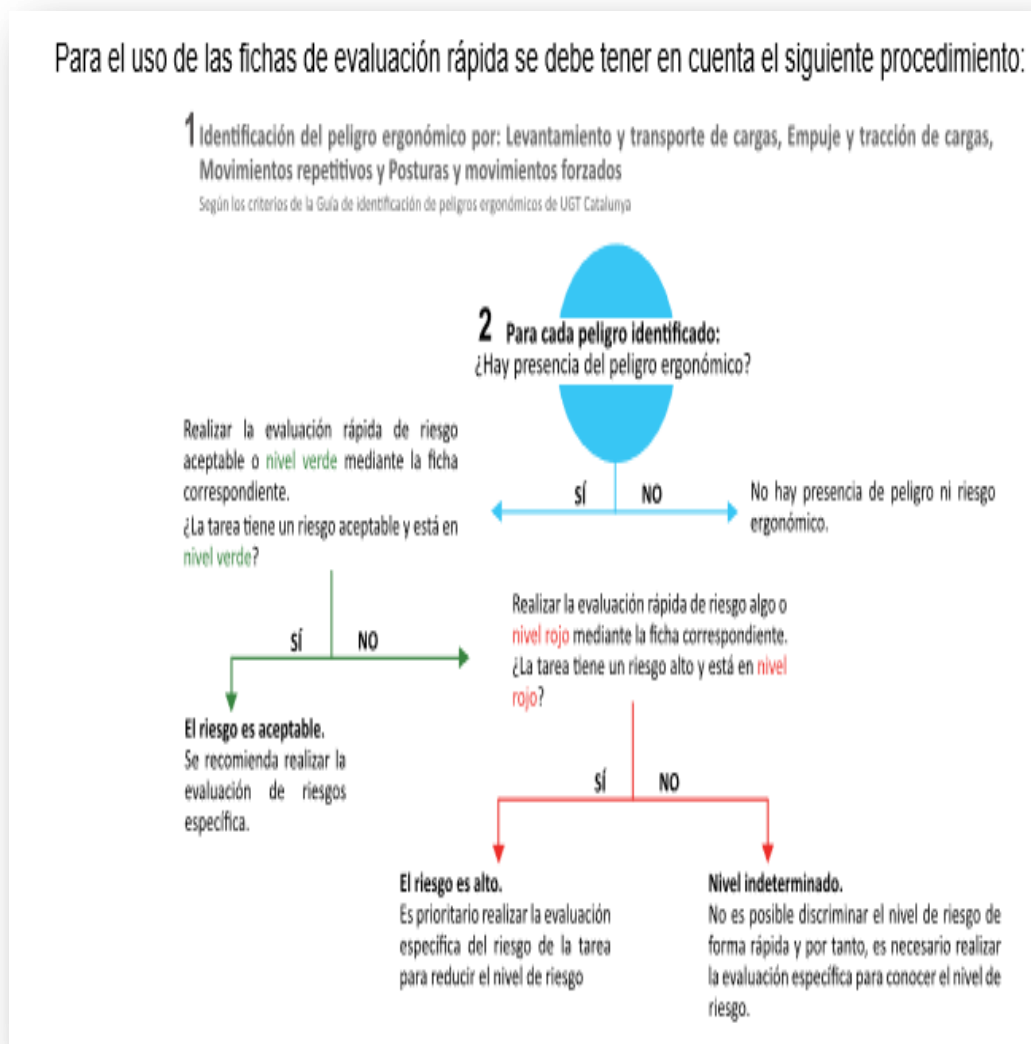 Para el uso de las fichas de evaluación rápida se debe tener en cuenta el siguiente procedimiento:
1 Identificación del peligro ergonómico por: Levantamiento y transporte de cargas, Empuje y tracción de cargas,
Movimientos repetitivos y Posturas y movimientos forzados
Según los criterios de la Guía de identificación de peligros ergonómicos de UGT Catalunya
2 Para cada peligro identificado:
¿Hay presencia del peligro ergonómico?
Realizar la evaluación rápida de riesgo
aceptable o nivel verde mediante la ficha
correspondiente.
¿La tarea tiene un riesgo aceptable y está en
nivel verde?
SÍ NO
No hay presencia de peligro ni riesgo
ergonómico.
SÍ NO
Realizar la evaluación rápida de riesgo algo o
nivel rojo mediante la ficha correspondiente.
¿La tarea tiene un riesgo alto y está en nivel
rojo?
El riesgo es aceptable.
Se recomienda realizar la
evaluación de riesgos
específica.
SÍ NO
El riesgo es alto.
Es prioritario realizar la evaluación
específica del riesgo de la tarea
para reducir el nivel de riesgo
Nivel indeterminado.
No es posible discriminar el nivel de riesgo de
forma rápida y por tanto, es necesario realizar
la evaluación específica para conocer el nivel de
riesgo.